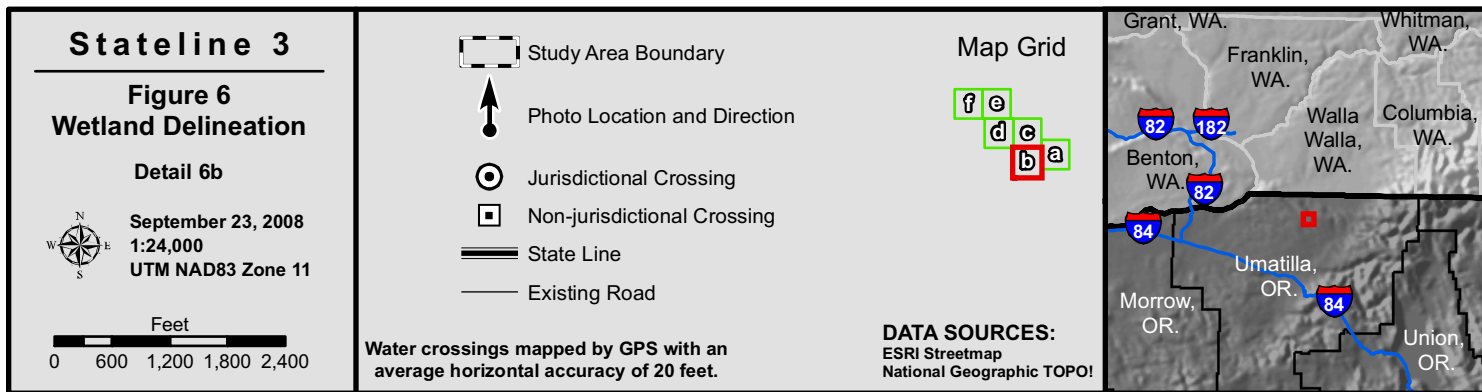 Stateline 3
Figure 6
Wetland Delineation
Detail 6b
N
W E
S
September 23, 2008
1:24,000
UTM NAD83 Zone 11
Feet
0 600 1,200 1,800 2,400
Study Area Boundary
Photo Location and Direction
Jurisdictional Crossing
Non-jurisdictional Crossing
State Line
Existing Road
Water crossings mapped by GPS with an
average horizontal accuracy of 20 feet.
Map Grid
f e
d c
b a
DATA SOURCES:
ESRI Streetmap
National Geographic TOPO!
Grant, WA.
Whitman,
WA.
Franklin,
WA.
82
182
Walla
Walla,
WA.
Columbia,
WA.
Benton,
WA.
82
84
Umatilla,
OR.
Morrow,
OR.
84
Union,
OR.